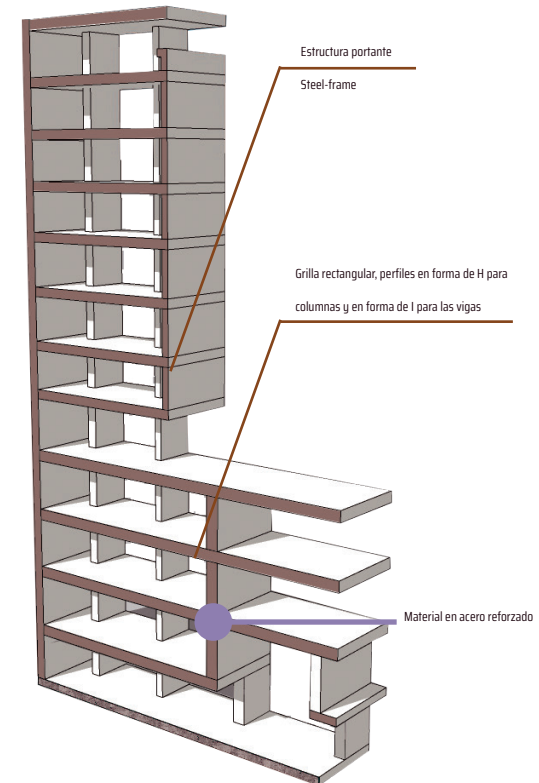 Estructura portante
Steel-frame
Grilla rectangular, perfiles en forma de H para
columnas y en forma de I para las vigas
Material en acero reforzado